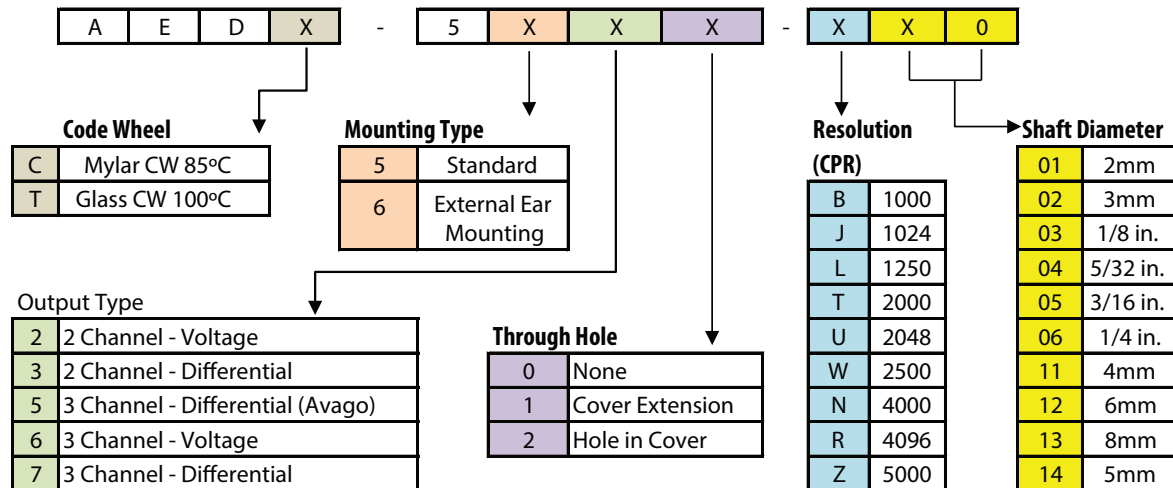 A E D X - 5 X X X - X X 0
Code Wheel
C Mylar CW 85ºC
T Glass CW 100ºC
Mounting Type
5 Standard
6 External Ear
Mounting
Output Type
2 2 Channel - Voltage
3 2 Channel - Differential
5 3 Channel - Differential (Avago)
6 3 Channel - Voltage
7 3 Channel - Differential
Through Hole
0 None
1 Cover Extension
2 Hole in Cover
Resolution
(CPR)
B 1000
J 1024
L 1250
T 2000
U 2048
W 2500
N 4000
R 4096
Z 5000
Shaft Diameter
01 2mm
02 3mm
03 1/8 in.
04 5/32 in.
05 3/16 in.
06 1/4 in.
11 4mm
12 6mm
13 8mm
14 5mm